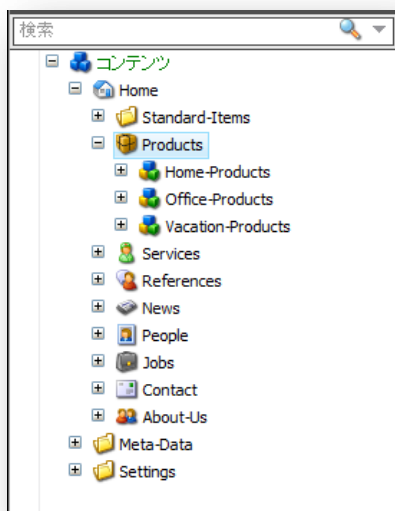 検索
コンテンツ
Home
Standard-Items
Products
Home-Products
Office-Products
Vacation-Products
Services
References
News
People
Jobs
Contact
About-Us
Meta-Data
Settings